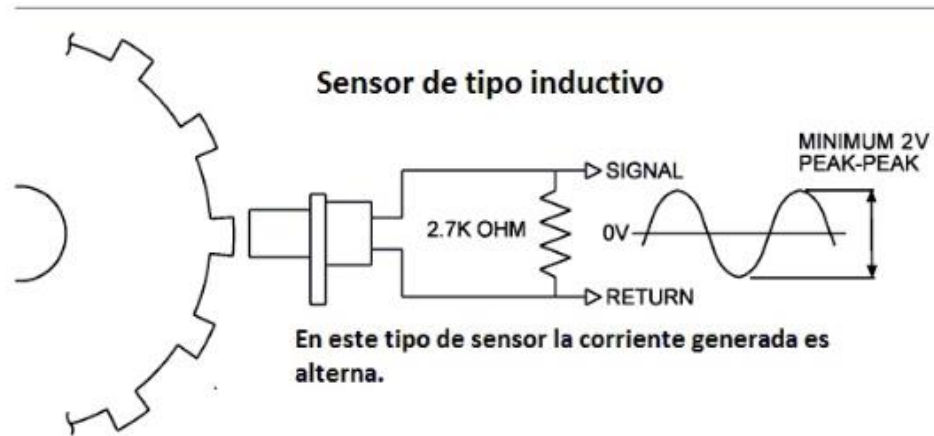 Sensor de tipo inductivo
MINIMUM 2V
PEAK-PEAK
SIGNAL
2.7K OHM
0V
RETURN
En este tipo de sensor la corriente generada es
alterna.